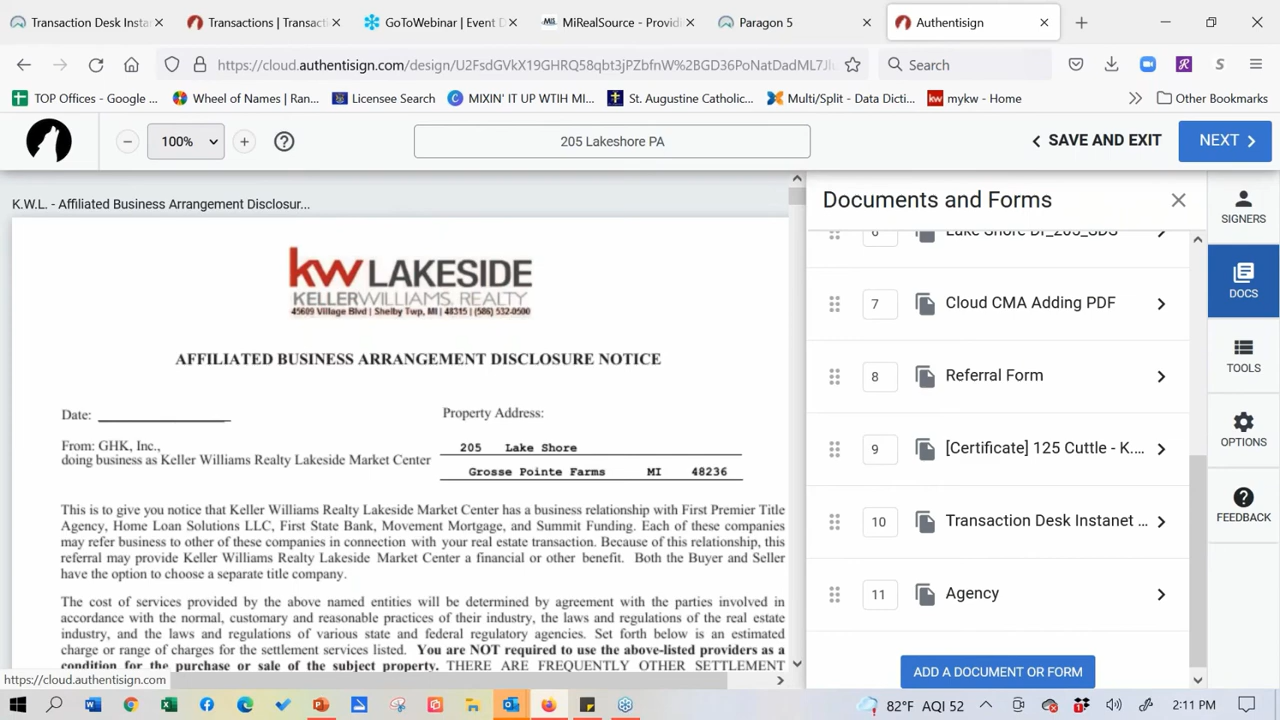 Transaction Desk Insta
Transactions | Transact
GoToWebinar | Event D
MiRealSource - Providi
Paragon 5
Authentisign
https://cloud.authentisign.com/design/U2FsdGVkX19GHRQ58qbt3jPZbfnW%2BGD36PoNatDadML7Jl
Search
TOP Offices - Google ...
Wheel of Names | Ran...
Licensee Search
MIXIN' IT UP WTIH MI...
St. Augustine Catholic...
Multi/Split - Data Dicti...
mykw - Home
Other Bookmarks
100%
205 Lakeshore PA
SAVE AND EXIT
NEXT
K.W.L. - Affiliated Business Arrangement Disclosur...
kw LAKESIDE
KELLERWILLIAMS. REALTY
45609 Village Blvd | Shelby Twp, MI | 48315 | (586) 532-0500
AFFILIATED BUSINESS ARRANGEMENT DISCLOSURE NOTICE
Date:
Property Address:
From: GHK, Inc.,
doing business as Keller Williams Realty Lakeside Market Center
205 Lake Shore
Grosse Pointe Farms MI 48236
This is to give you notice that Keller Williams Realty Lakeside Market Center has a business relationship with First Premier Title
Agency, Home Loan Solutions LLC, First State Bank, Movement Mortgage, and Summit Funding. Each of these companies
may refer business to other of these companies in connection with your real estate transaction. Because of this relationship, this
referral may provide Keller Williams Realty Lakeside Market Center a financial or other benefit. Both the Buyer and Seller
have the option to choose a separate title company.
The cost of services provided by the above named entities will be determined by agreement with the parties involved in
accordance with the normal, customary and reasonable practices of their industry, the laws and regulations of the real estate
industry, and the laws and regulations of various state and federal regulatory agencies. Set forth below is an estimated
charge or range of charges for the settlement services listed. You are NOT required to use the above-listed providers as a
condition for the purchase or sale of the subject property. THERE ARE FREQUENTLY OTHER SETTLEMENT
https://cloud.authentisign.com
Documents and Forms
6 Lake Shore Dr_205_SDS
7 Cloud CMA Adding PDF
8 Referral Form
9 [Certificate] 125 Cuttle - K....
10 Transaction Desk Instanet ...
11 Agency
ADD A DOCUMENT OR FORM
SIGNERS
DOCS
TOOLS
OPTIONS
FEEDBACK
82°F AQI 52
2:11 PM